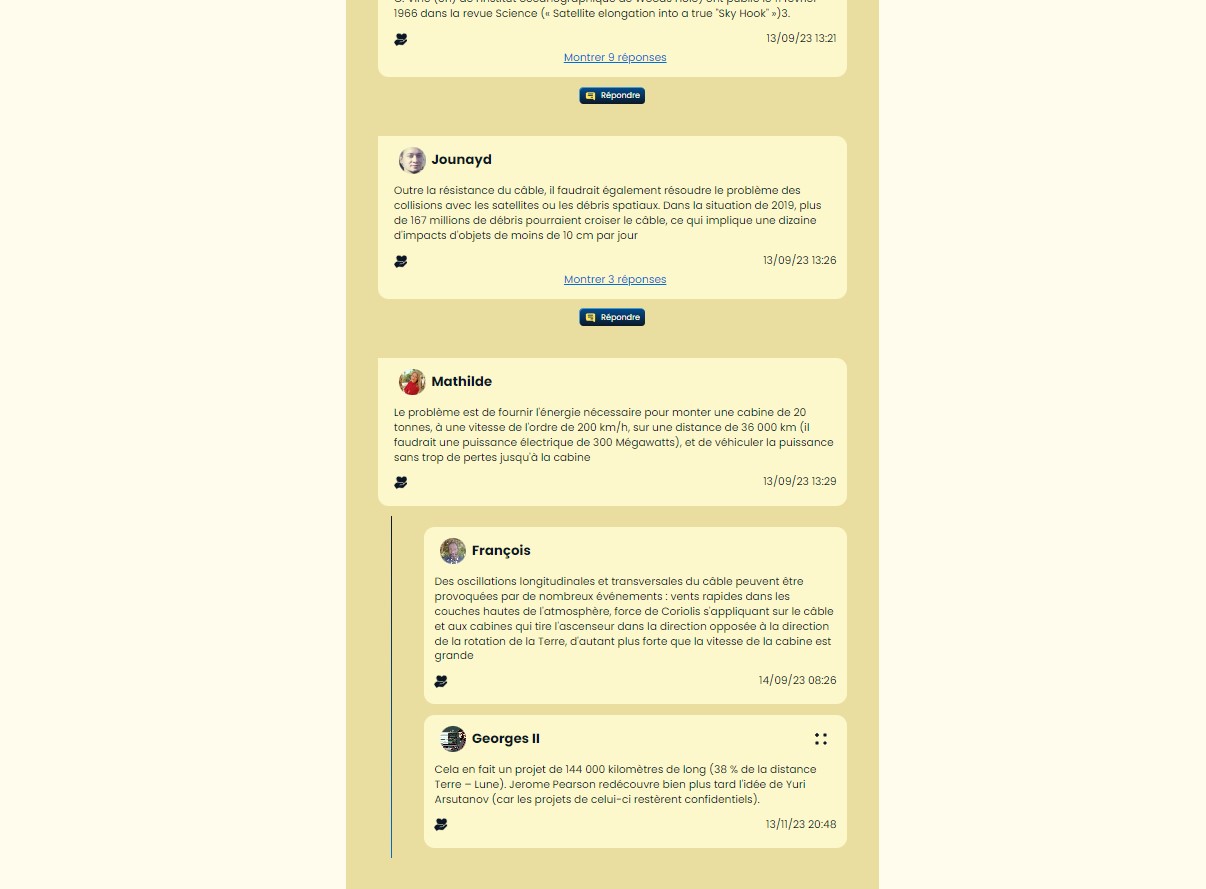 1966 dans la revue Science (« Satellite elongation into a true "Sky Hook" »)3.
13/09/23 13:21
Montrer 9 réponses
Répondre
Jounayd
Outre la résistance du câble, il faudrait également résoudre le problème des
collisions avec les satellites ou les débris spatiaux. Dans la situation de 2019, plus
de 167 millions de débris pourraient croiser le câble, ce qui implique une dizaine
d'impacts d'objets de moins de 10 cm par jour
13/09/23 13:26
Montrer 3 réponses
Répondre
Mathilde
Le problème est de fournir l'énergie nécessaire pour monter une cabine de 20
tonnes, à une vitesse de l'ordre de 200 km/h, sur une distance de 36 000 km (il
faudrait une puissance électrique de 300 Mégawatts), et de véhiculer la puissance
sans trop de pertes jusqu'à la cabine
13/09/23 13:29
François
Des oscillations longitudinales et transversales du câble peuvent être
provoquées par de nombreux événements : vents rapides dans les
couches hautes de l'atmosphère, force de Coriolis s'appliquant sur le câble
et aux cabines qui tire l'ascenseur dans la direction opposée à la direction
de la rotation de la Terre, d'autant plus forte que la vitesse de la cabine est
grande
14/09/23 08:26
Georges II
Cela en fait un projet de 144 000 kilomètres de long (38 % de la distance
Terre – Lune). Jerome Pearson redécouvre bien plus tard l'idée de Yuri
Arsutanov (car les projets de celui-ci restèrent confidentiels).
13/11/23 20:48